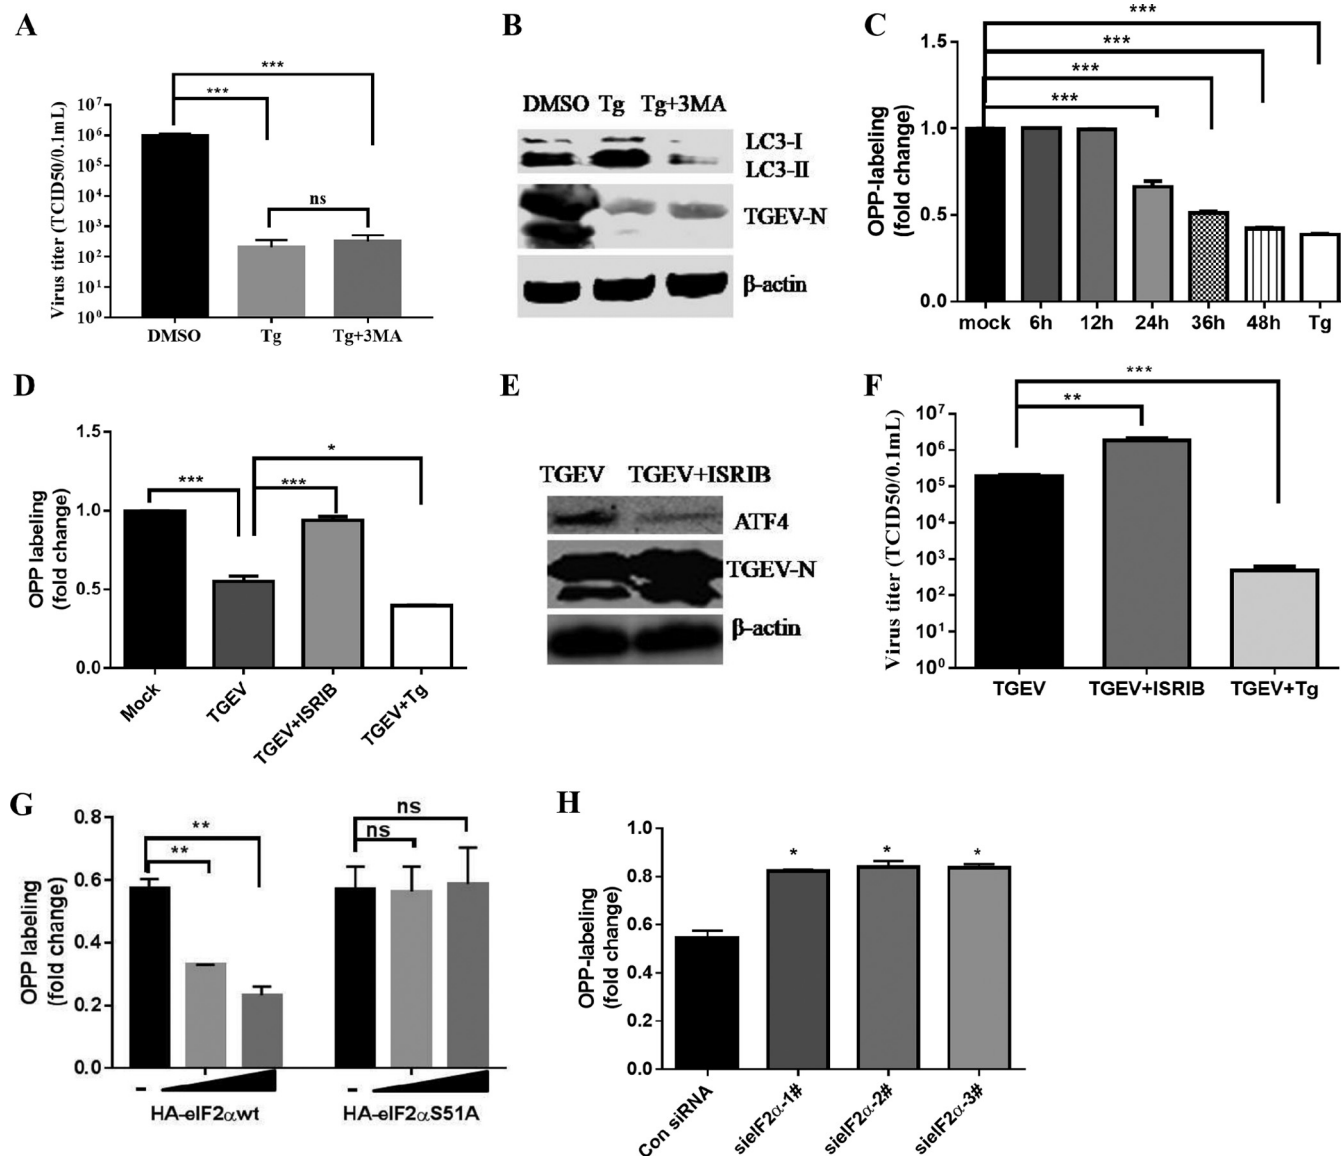 A
Virus titer (TCID50/0.1mL)
10⁷
10⁶
10⁵
10⁴
10³
10²
10¹
10⁰
***
***
ns
DMSO
Tg
Tg+3MA
B
DMSO Tg Tg+3MA
LC3-I
LC3-II
TGEV-N
β-actin
C
OPP-labeling
(fold change)
1.5
1.0
0.5
0.0
***
***
***
***
mock
6h
12h
24h
36h
48h
Tg
D
OPP labeling
(fold change)
1.5
1.0
0.5
0.0
***
***
*
Mock
TGEV
TGEV+ISRIB
TGEV+Tg
E
TGEV TGEV+ISRIB
ATF4
TGEV-N
β-actin
F
Virus titer (TCID50/0.1mL)
10⁷
10⁶
10⁵
10⁴
10³
10²
10¹
10⁰
***
**
TGEV
TGEV+ISRIB
TGEV+Tg
G
OPP labeling
(fold change)
0.8
0.6
0.4
0.2
0.0
**
**
ns
ns
-
-
HA-eIF2αwt
HA-eIF2αS51A
H
OPP-labeling
(fold change)
1.0
0.8
0.6
0.4
0.2
0.0
*
*
*
Con siRNA
sieIF2α-1#
sieIF2α-2#
sieIF2α-3#